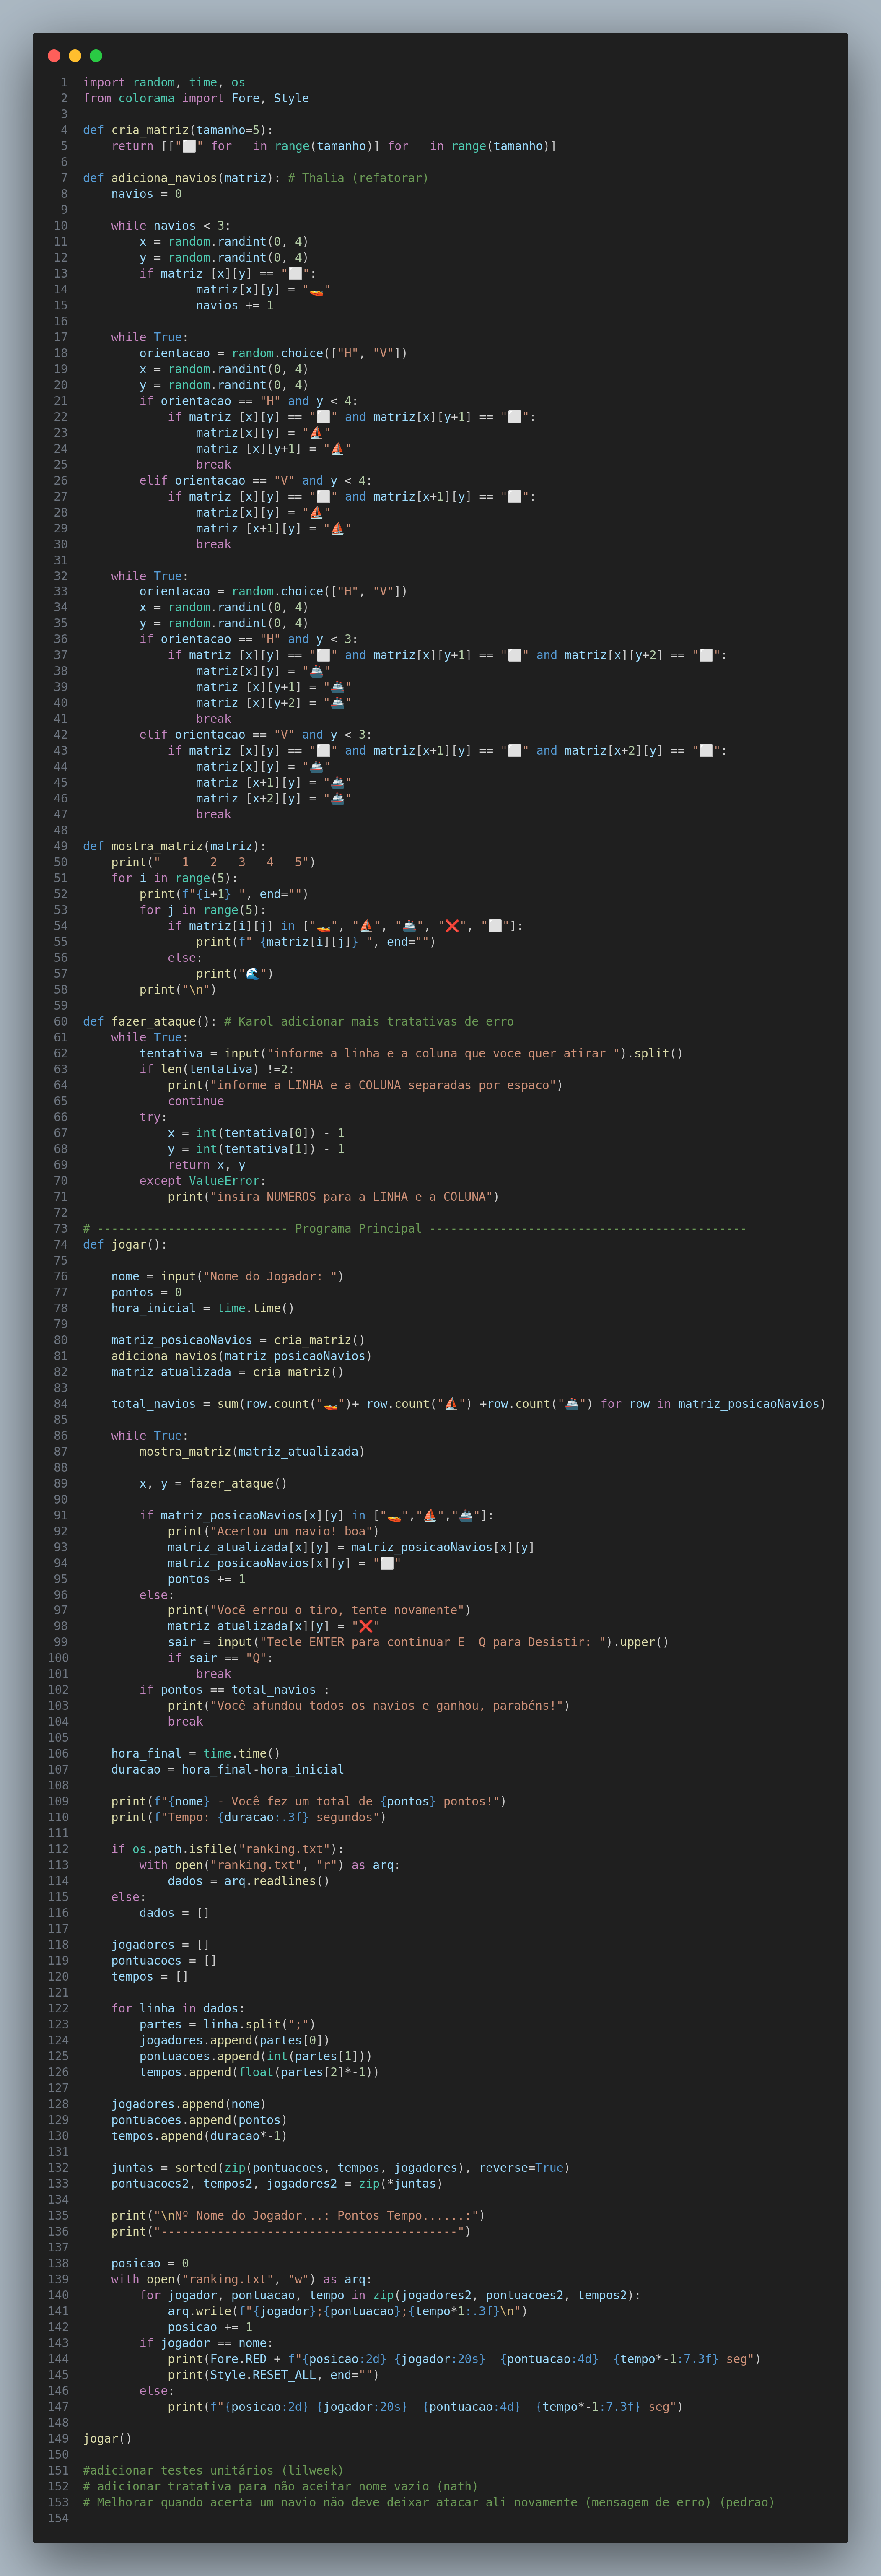 1 import random, time, os
2 from colorama import Fore, Style
3
4 def cria_matriz(tamanho=5):
5     return [["⬜" for _ in range(tamanho)] for _ in range(tamanho)]
6
7 def adiciona_navios(matriz): # Thalia (refatorar)
8     navios = 0
9
10     while navios < 3:
11         x = random.randint(0, 4)
12         y = random.randint(0, 4)
13         if matriz [x][y] == "⬜":
14                 matriz[x][y] = "🚤"
15                 navios += 1
16
17     while True:
18         orientacao = random.choice(["H", "V"])
19         x = random.randint(0, 4)
20         y = random.randint(0, 4)
21         if orientacao == "H" and y < 4:
22             if matriz [x][y] == "⬜" and matriz[x][y+1] == "⬜":
23                 matriz[x][y] = "⛵"
24                 matriz [x][y+1] = "⛵"
25                 break
26         elif orientacao == "V" and y < 4:
27             if matriz [x][y] == "⬜" and matriz[x+1][y] == "⬜":
28                 matriz[x][y] = "⛵"
29                 matriz [x+1][y] = "⛵"
30                 break
31
32     while True:
33         orientacao = random.choice(["H", "V"])
34         x = random.randint(0, 4)
35         y = random.randint(0, 4)
36         if orientacao == "H" and y < 3:
37             if matriz [x][y] == "⬜" and matriz[x][y+1] == "⬜" and matriz[x][y+2] == "⬜":
38                 matriz[x][y] = "🚢"
39                 matriz [x][y+1] = "🚢"
40                 matriz [x][y+2] = "🚢"
41                 break
42         elif orientacao == "V" and y < 3:
43             if matriz [x][y] == "⬜" and matriz[x+1][y] == "⬜" and matriz[x+2][y] == "⬜":
44                 matriz[x][y] = "🚢"
45                 matriz [x+1][y] = "🚢"
46                 matriz [x+2][y] = "🚢"
47                 break
48
49 def mostra_matriz(matriz):
50     print("   1   2   3   4   5")
51     for i in range(5):
52         print(f"{i+1} ", end="")
53         for j in range(5):
54             if matriz[i][j] in ["🚤", "⛵", "🚢", "❌", "⬜"]:
55                 print(f" {matriz[i][j]} ", end="")
56             else:
57                 print("🌊")
58         print("\n")
59
60 def fazer_ataque(): # Karol adicionar mais tratativas de erro
61     while True:
62         tentativa = input("informe a linha e a coluna que voce quer atirar ").split()
63         if len(tentativa) !=2:
64             print("informe a LINHA e a COLUNA separadas por espaco")
65             continue
66         try:
67             x = int(tentativa[0]) - 1
68             y = int(tentativa[1]) - 1
69             return x, y
70         except ValueError:
71             print("insira NUMEROS para a LINHA e a COLUNA")
72
73 # --------------------------- Programa Principal ---------------------------------------------
74 def jogar():
75
76     nome = input("Nome do Jogador: ")
77     pontos = 0
78     hora_inicial = time.time()
79
80     matriz_posicaoNavios = cria_matriz()
81     adiciona_navios(matriz_posicaoNavios)
82     matriz_atualizada = cria_matriz()
83
84     total_navios = sum(row.count("🚤")+ row.count("⛵") +row.count("🚢") for row in matriz_posicaoNavios)
85
86     while True:
87         mostra_matriz(matriz_atualizada)
88
89         x, y = fazer_ataque()
90
91         if matriz_posicaoNavios[x][y] in ["🚤","⛵","🚢"]:
92             print("Acertou um navio! boa")
93             matriz_atualizada[x][y] = matriz_posicaoNavios[x][y]
94             matriz_posicaoNavios[x][y] = "⬜"
95             pontos += 1
96         else:
97             print("Vocẽ errou o tiro, tente novamente")
98             matriz_atualizada[x][y] = "❌"
99             sair = input("Tecle ENTER para continuar E  Q para Desistir: ").upper()
100             if sair == "Q":
101                 break
102         if pontos == total_navios :
103             print("Você afundou todos os navios e ganhou, parabéns!")
104             break
105
106     hora_final = time.time()
107     duracao = hora_final-hora_inicial
108
109     print(f"{nome} - Você fez um total de {pontos} pontos!")
110     print(f"Tempo: {duracao:.3f} segundos")
111
112     if os.path.isfile("ranking.txt"):
113         with open("ranking.txt", "r") as arq:
114             dados = arq.readlines()
115     else:
116         dados = []
117
118     jogadores = []
119     pontuacoes = []
120     tempos = []
121
122     for linha in dados:
123         partes = linha.split(";")
124         jogadores.append(partes[0])
125         pontuacoes.append(int(partes[1]))
126         tempos.append(float(partes[2]*-1))
127
128     jogadores.append(nome)
129     pontuacoes.append(pontos)
130     tempos.append(duracao*-1)
131
132     juntas = sorted(zip(pontuacoes, tempos, jogadores), reverse=True)
133     pontuacoes2, tempos2, jogadores2 = zip(*juntas)
134
135     print("\nNº Nome do Jogador...: Pontos Tempo......:")
136     print("------------------------------------------")
137
138     posicao = 0
139     with open("ranking.txt", "w") as arq:
140         for jogador, pontuacao, tempo in zip(jogadores2, pontuacoes2, tempos2):
141             arq.write(f"{jogador};{pontuacao};{tempo*1:.3f}\n")
142             posicao += 1
143         if jogador == nome:
144             print(Fore.RED + f"{posicao:2d} {jogador:20s}  {pontuacao:4d}  {tempo*-1:7.3f} seg")
145             print(Style.RESET_ALL, end="")
146         else:
147             print(f"{posicao:2d} {jogador:20s}  {pontuacao:4d}  {tempo*-1:7.3f} seg")
148
149 jogar()
150
151 #adicionar testes unitários (lilweek)
152 # adicionar tratativa para não aceitar nome vazio (nath)
153 # Melhorar quando acerta um navio não deve deixar atacar ali novamente (mensagem de erro) (pedrao)
154